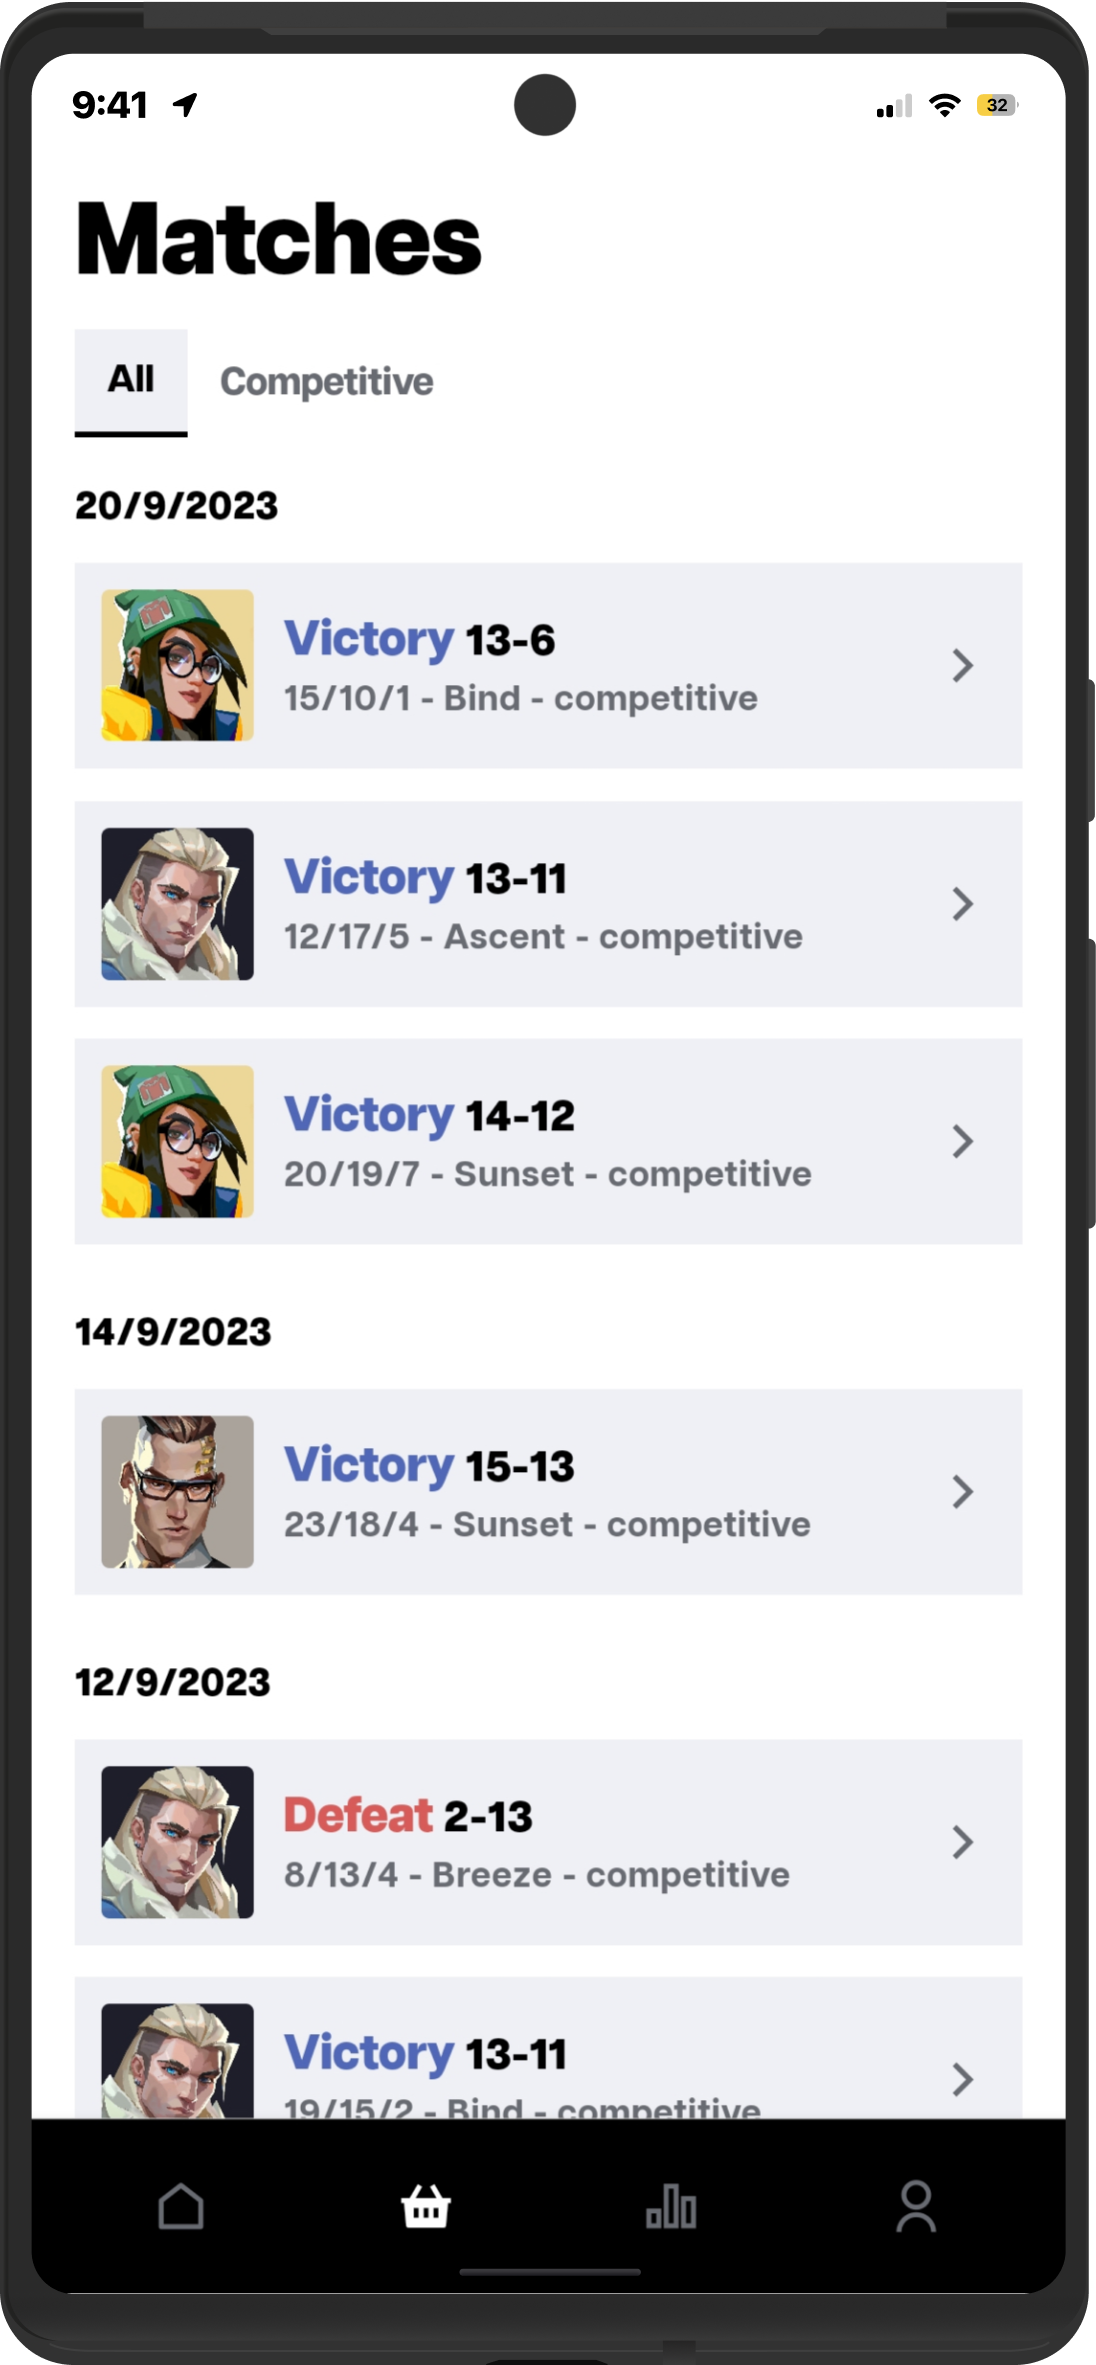 9:41
32
Matches
All
Competitive
20/9/2023
Victory 13-6
15/10/1 - Bind - competitive
Victory 13-11
12/17/5 - Ascent - competitive
Victory 14-12
20/19/7 - Sunset - competitive
14/9/2023
Victory 15-13
23/18/4 - Sunset - competitive
12/9/2023
Defeat 2-13
8/13/4 - Breeze - competitive
Victory 13-11
19/15/2 - Bind - competitive